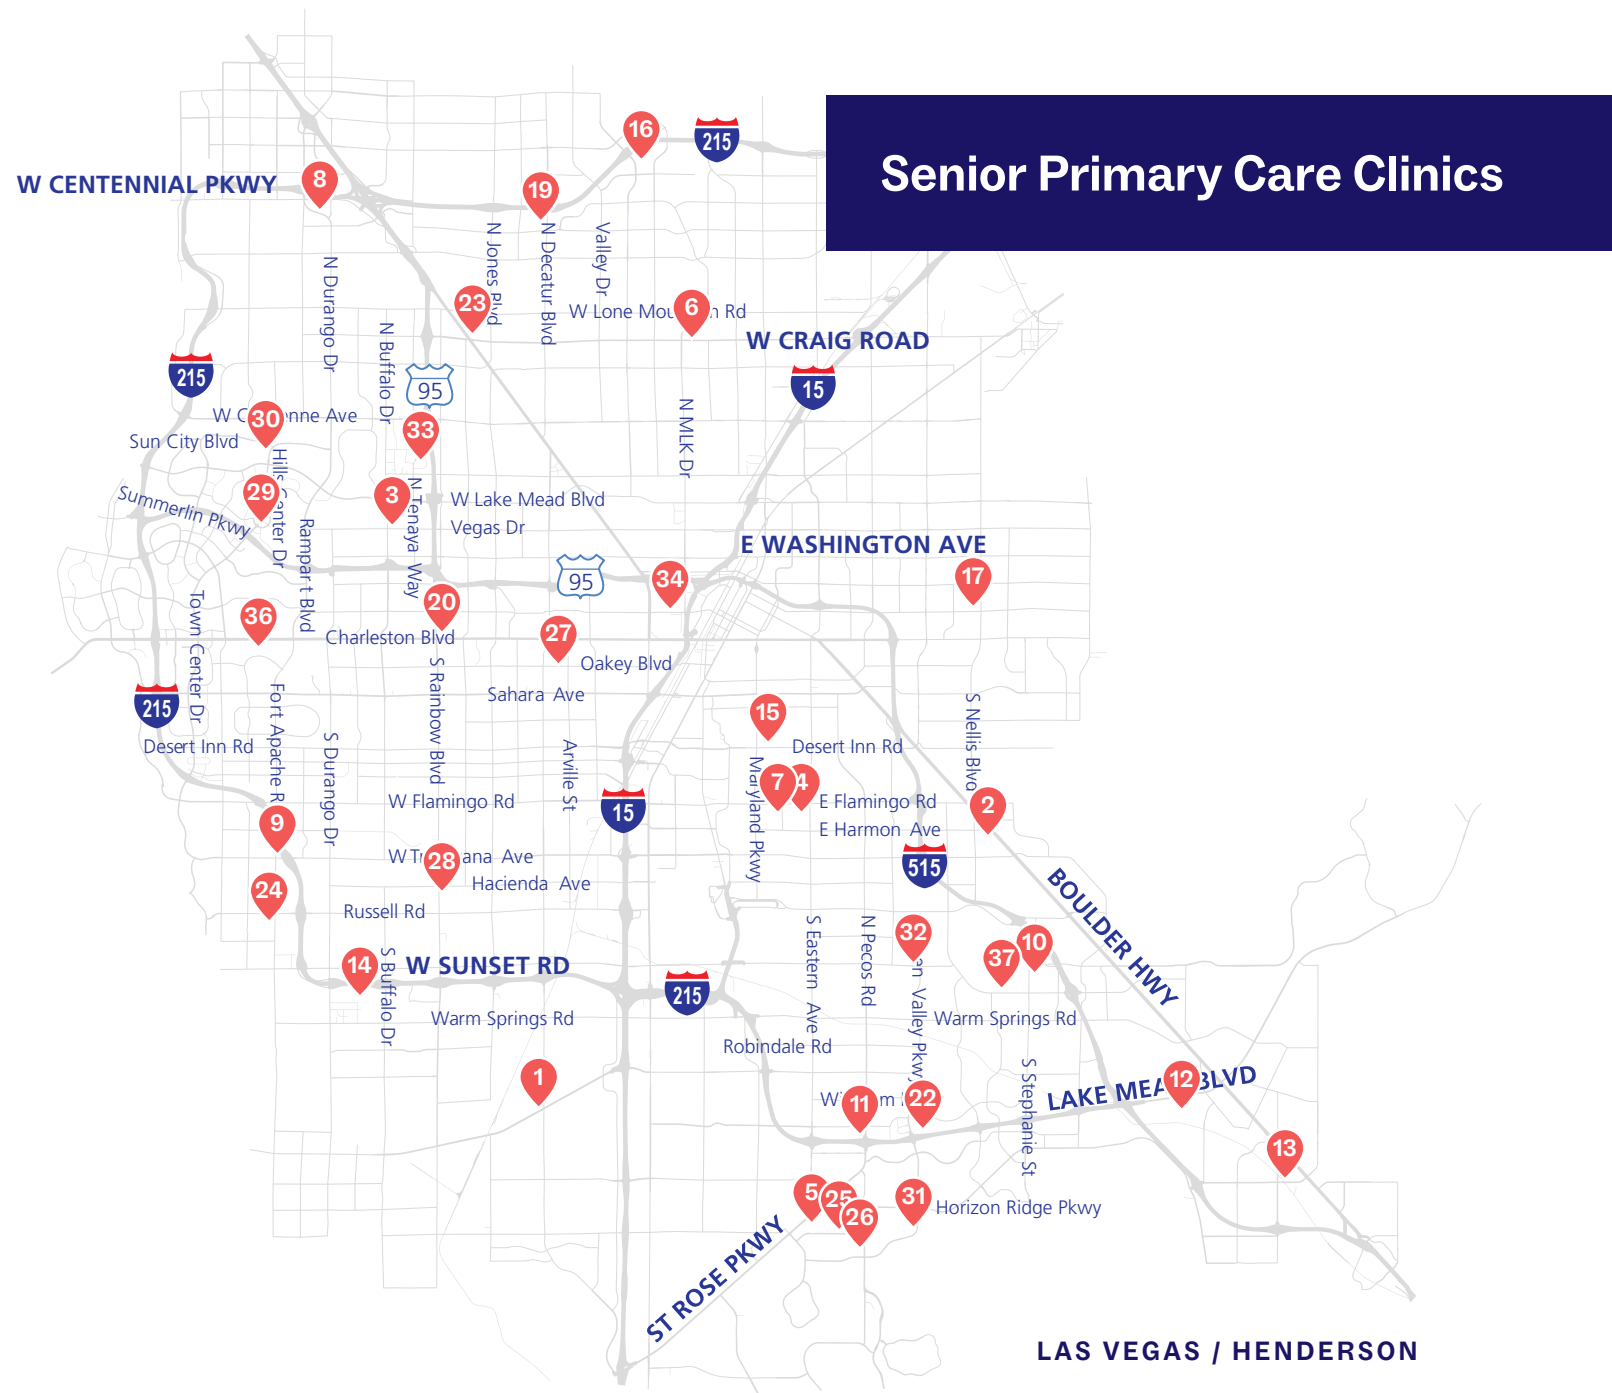 Senior Primary Care Clinics
16
215
8
W CENTENNIAL PKWY
19
N Jones Blvd
N Decatur Blvd
Valley Dr
N Durango Dr
23
W Lone Mou
6
n Rd
W CRAIG ROAD
N Buffalo Dr
215
95
15
N MLK Dr
W C
30
enne Ave
33
Sun City Blvd
Hills Center Dr
29
3
N Tenaya Way
W Lake Mead Blvd
Summerlin Pkwy
Vegas Dr
Rampart Blvd
E WASHINGTON AVE
95
34
17
20
Town Center Dr
36
27
Charleston Blvd
Oakey Blvd
S Rainbow Blvd
Sahara Ave
215
Fort Apache R
S Nellis Blvd
15
Desert Inn Rd
S Durango Dr
Arville St
Desert Inn Rd
Maryland Pkwy
7
4
W Flamingo Rd
15
E Flamingo Rd
2
9
E Harmon Ave
W Tr
28
ana Ave
515
Hacienda Ave
24
BOULDER HWY
Russell Rd
S Eastern Ave
N Pecos Rd
32
en Valley Pkwy
37
10
14
S Buffalo Dr
W SUNSET RD
215
Warm Springs Rd
Warm Springs Rd
Robindale Rd
1
S Stephanie St
W
11
m
22
LAKE MEAD BLVD
12
13
5
25
26
31
Horizon Ridge Pkwy
ST ROSE PKWY
LAS VEGAS / HENDERSON